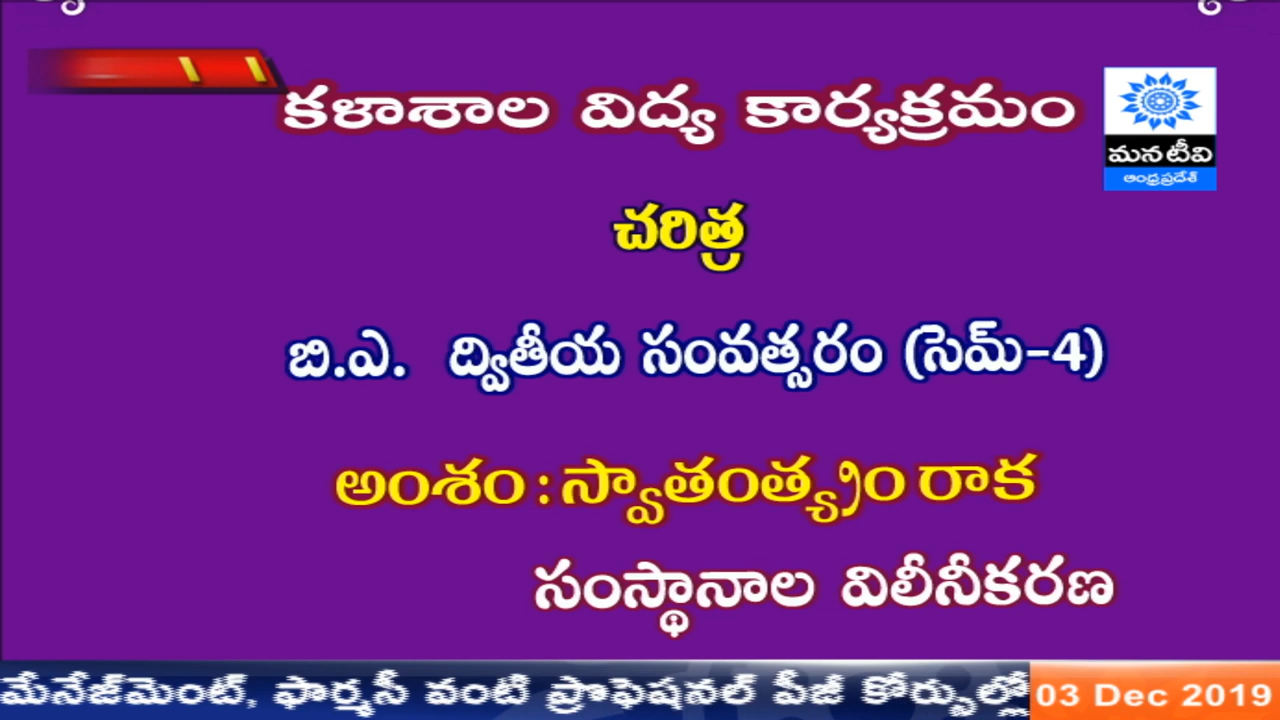 కళాశాల విద్య కార్యక్రమం
మన టీవి
ఆంధ్రప్రదేశ్
చరిత్ర
బి.ఎ. ద్వితీయ సంవత్సరం (సెమ్-4)
అంశం : స్వాతంత్య్రం రాక
సంస్థానాల విలీనీకరణ
మేనేజ్‌మెంట్, ఫార్మసీ వంటి ప్రొఫెషనల్ పీజీ కోర్సుల్లో
03 Dec 2019